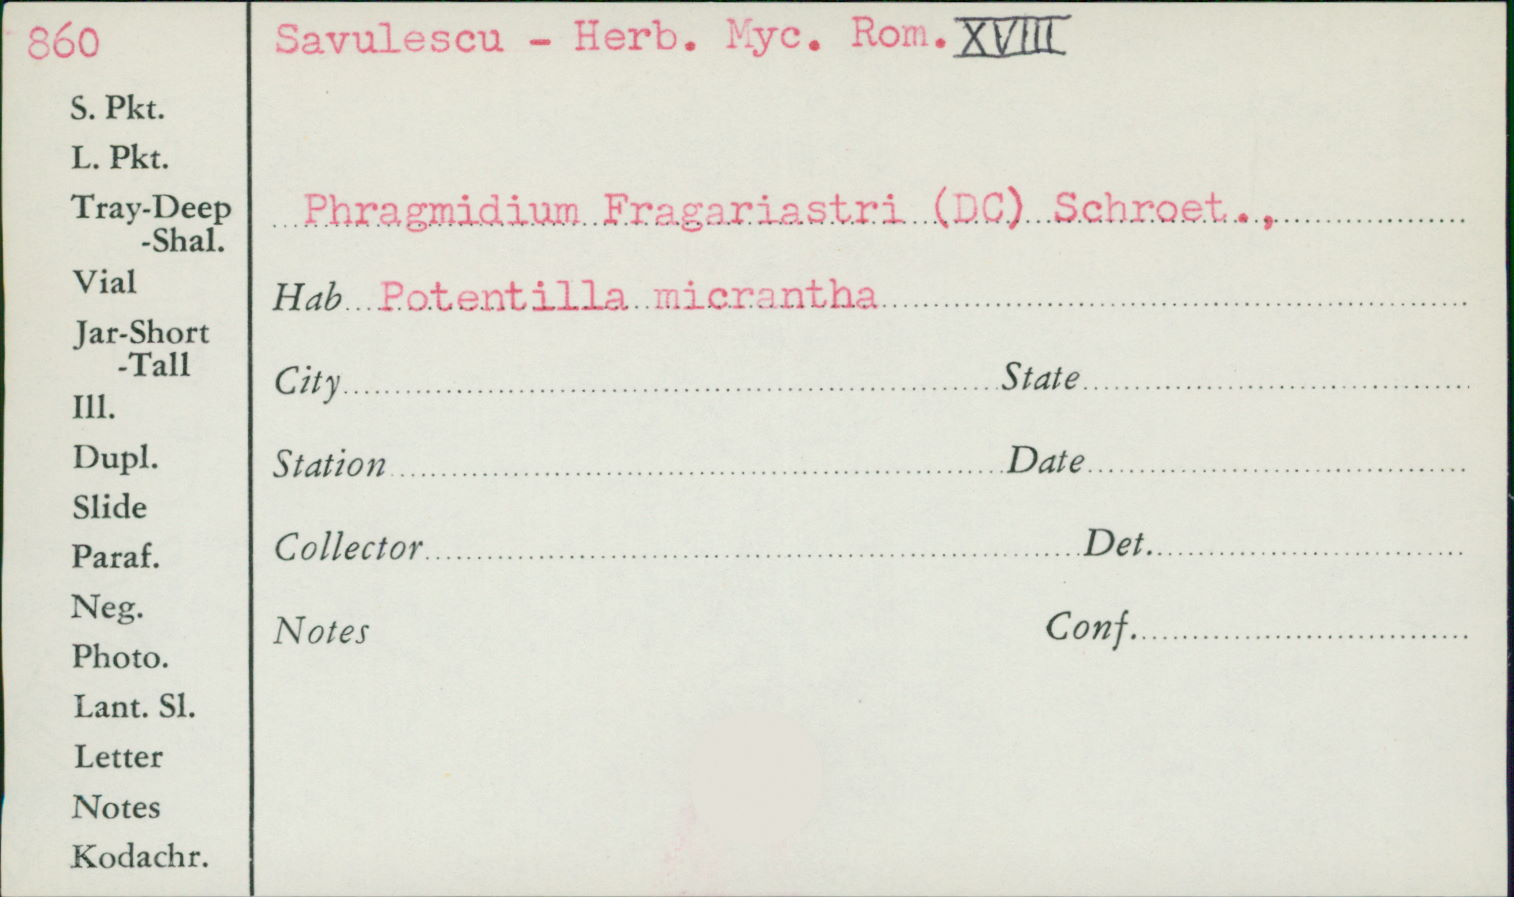 860
Savulescu - Herb. Myc. Rom. XVIII
S. Pkt.
L. Pkt.
Tray-Deep
-Shal.
Vial
Jar-Short
-Tall
Ill.
Dupl.
Slide
Paraf.
Neg.
Photo.
Lant. Sl.
Letter
Notes
Kodachr.
Phragmidium Fragariastri (DC) Schroet.,
Hab Potentilla micrantha
City State
Station Date
Collector Det.
Notes Conf.